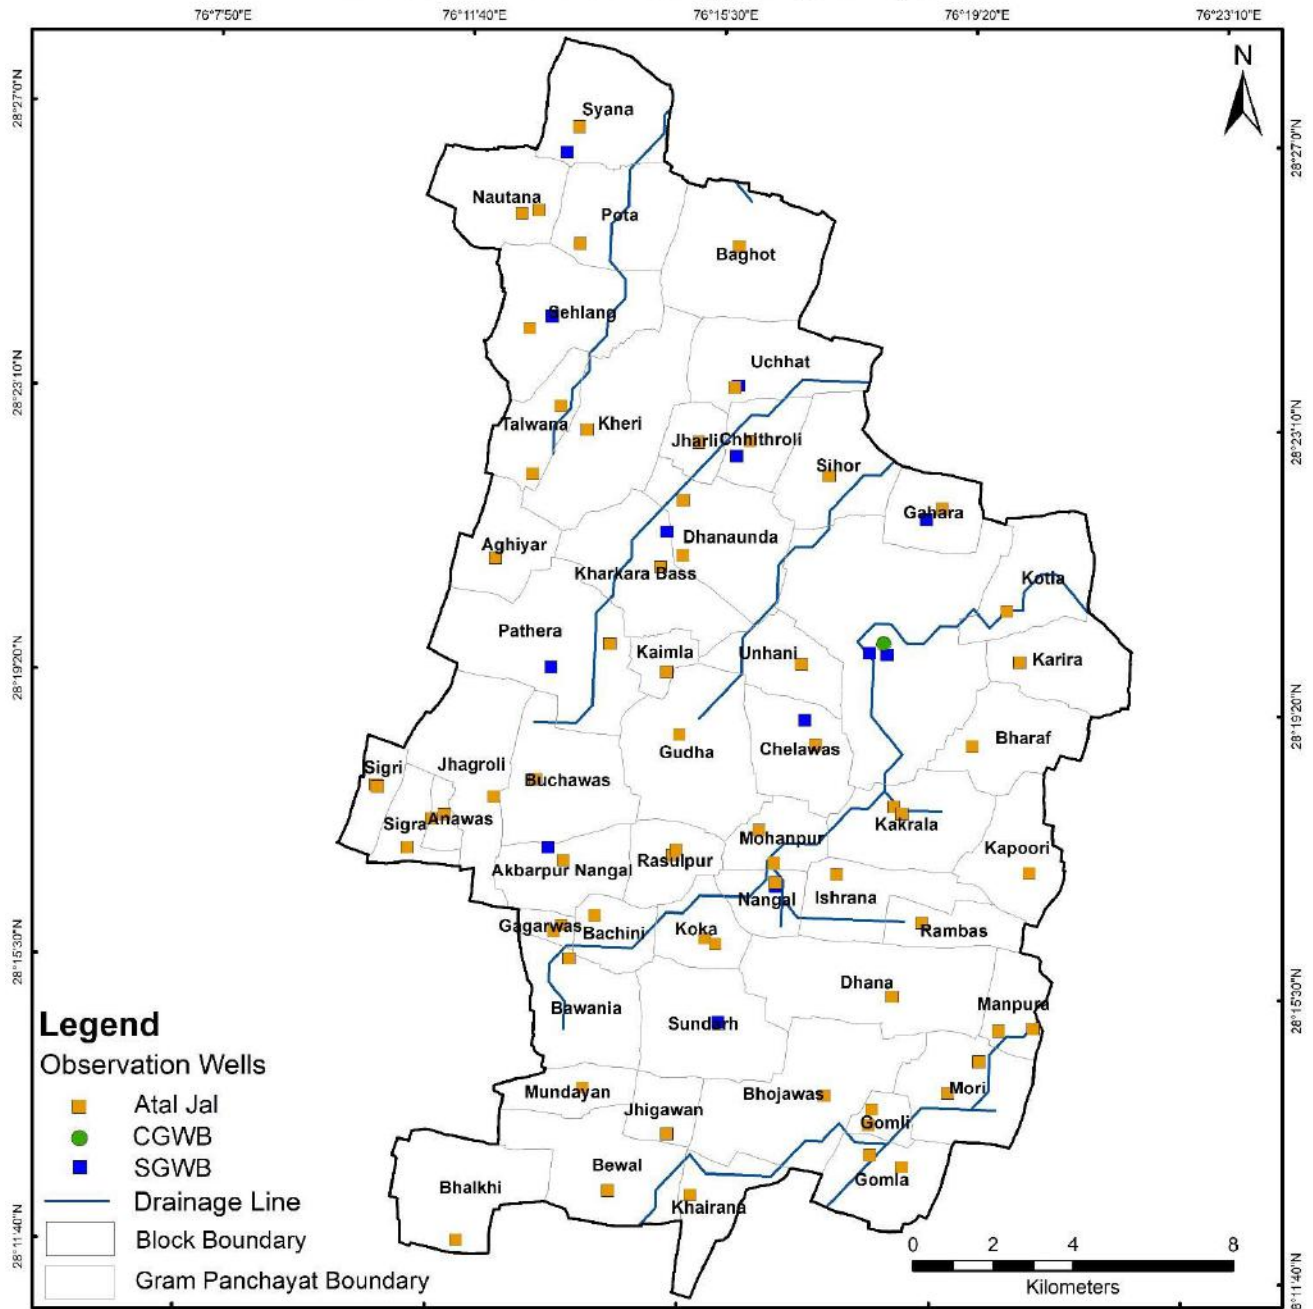 76°7'50"E 76°11'40"E 76°15'30"E 76°19'20"E 76°23'10"E
N
28°27'0"N
28°27'0"N
Syana
Nautana
Pota
Baghot
Sehlang
Uchhat
28°23'10"N
28°23'10"N
Talwana
Kheri
Jharli
Chhithroli
Sihor
Gahara
Dhanaunda
Aghiyar
Kharkara Bass
Kotia
Pathera
Kaimla
Unhani
Karira
28°19'20"N
28°19'20"N
Gudha
Chelawas
Bharaf
Sigri
Jhagroli
Buchawas
Sigra
Anawas
Kakrala
Mohanpur
Kapoori
Rasulpur
Akbarpur Nangal
Nangal
Ishrana
Gagarwas
Bachini
Koka
Rambas
28°15'30"N
28°15'30"N
Dhana
Manpura
Bawania
Sundarh
Mundayan
Jhigawan
Bhojawas
Mori
Gomli
Bewal
Bhalkhi
Khairana
Gomla
28°11'40"N
28°11'40"N
Legend
Observation Wells
Atal Jal
CGWB
SGWB
Drainage Line
Block Boundary
Gram Panchayat Boundary
0 2 4 8
Kilometers